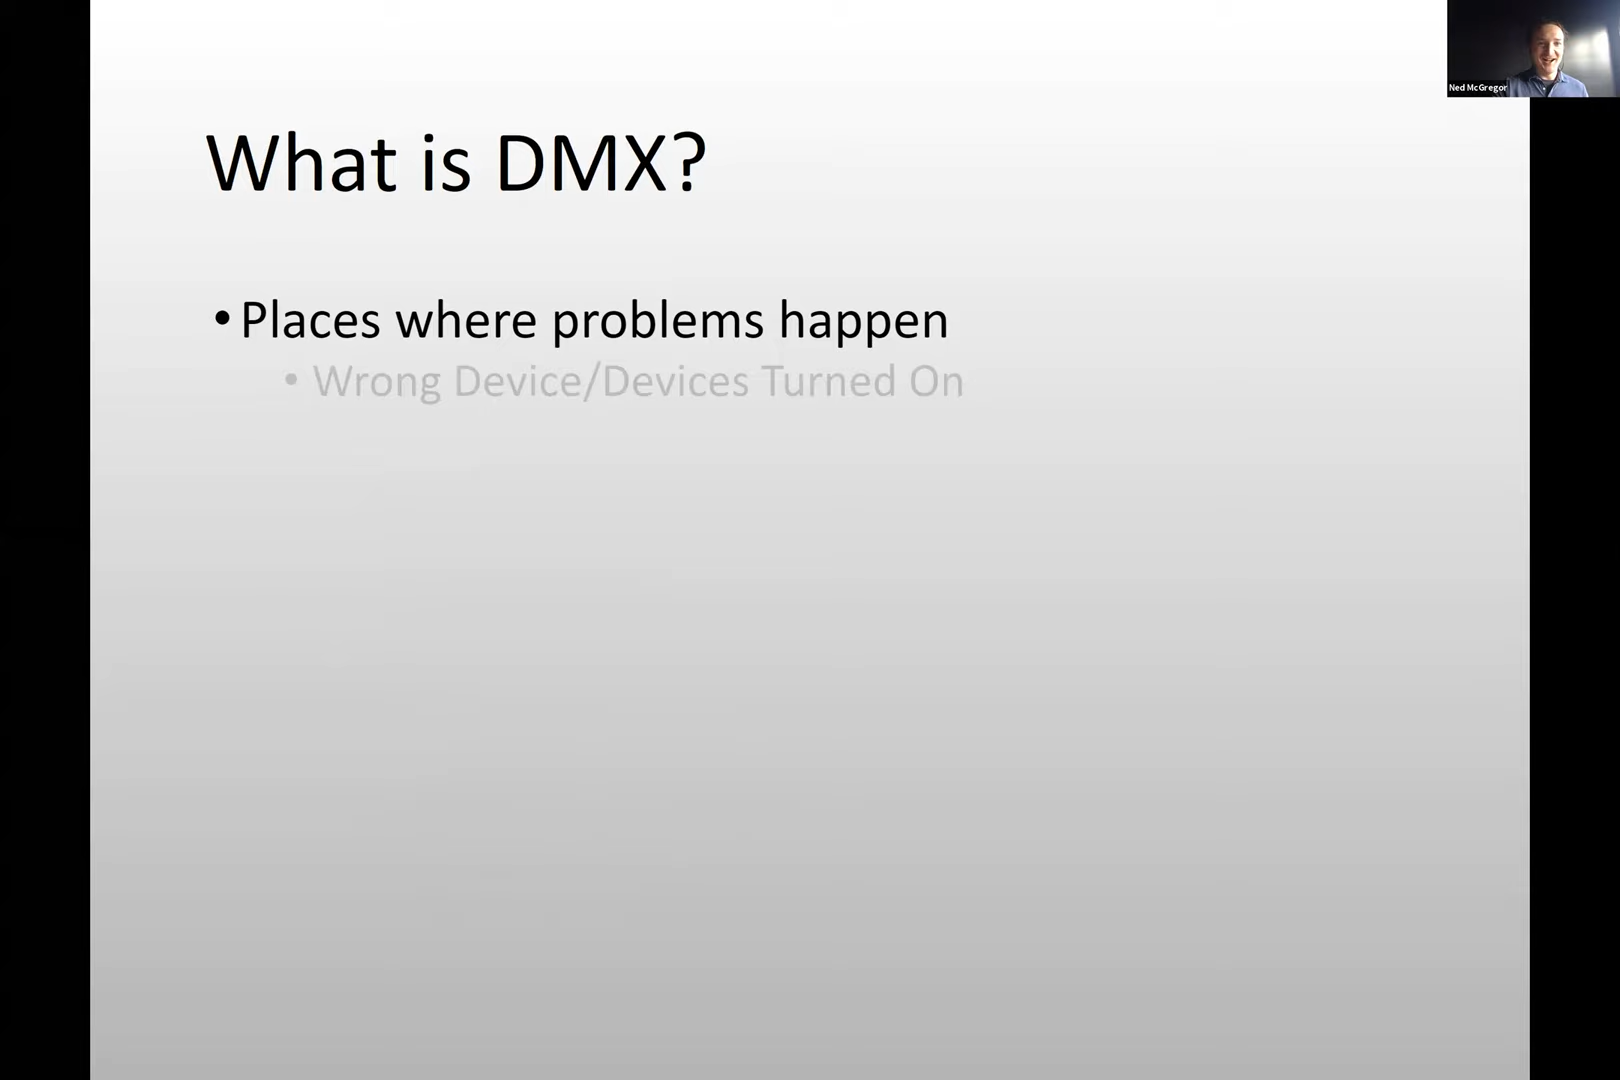 Ned McGregor
What is DMX?
• Places where problems happen
• Wrong Device/Devices Turned On